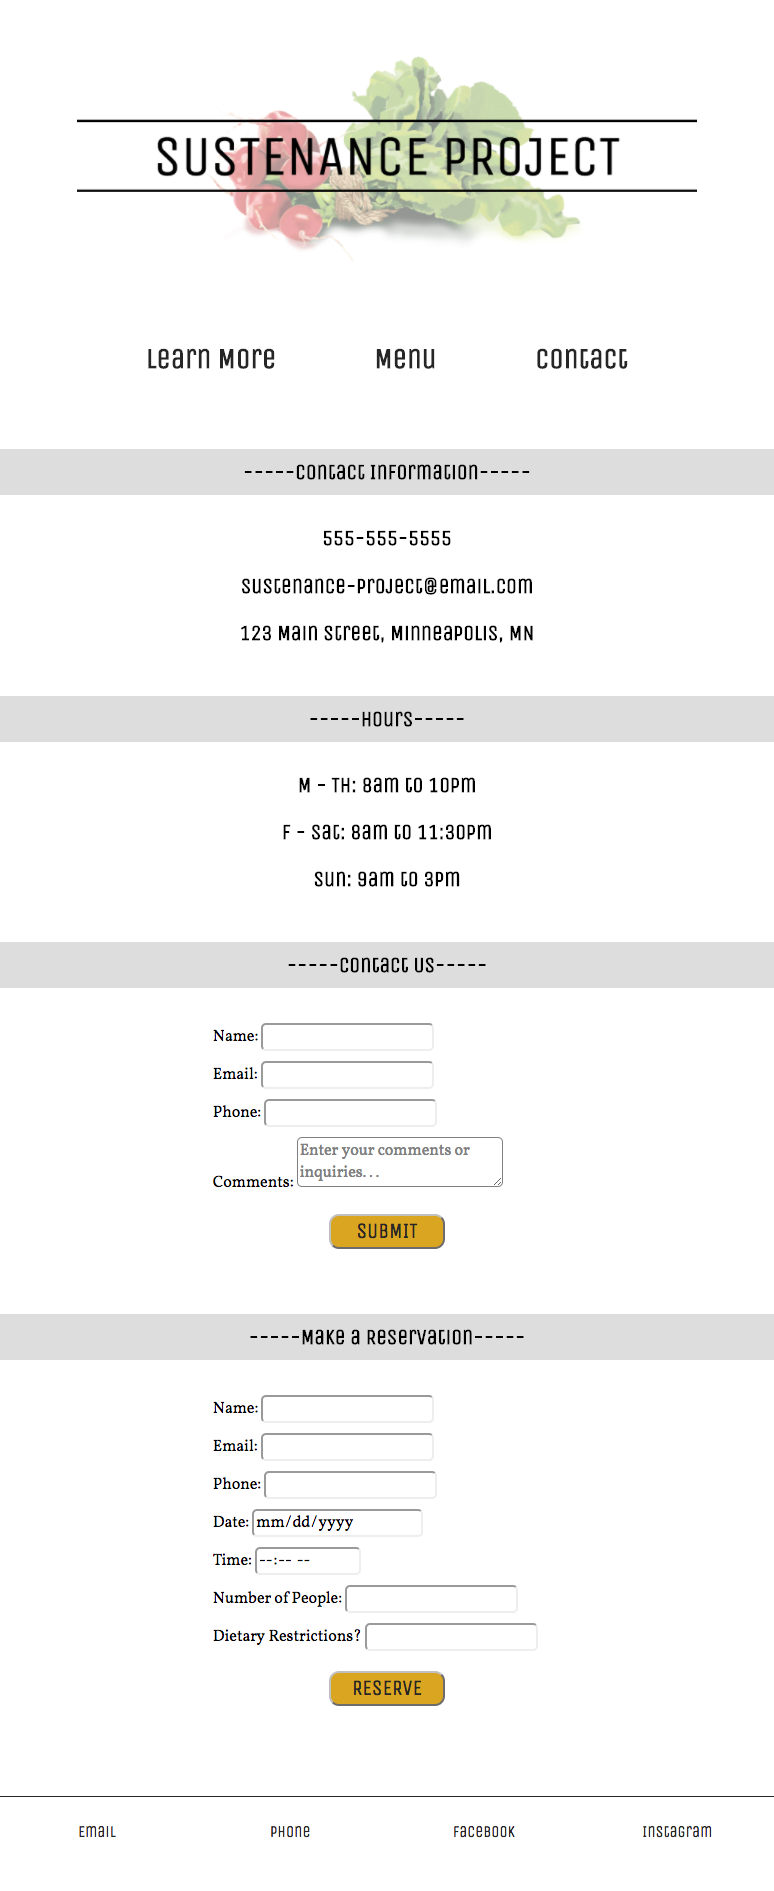 SUSTENANCE PROJECT
Learn More Menu Contact
-----Contact Information-----
555-555-5555
sustenance-project@email.com
123 Main Street, Minneapolis, MN
-----Hours-----
M - TH: 8am to 10pm
F - Sat: 8am to 11:30pm
Sun: 9am to 3pm
-----Contact Us-----
Name:
Email:
Phone:
Comments: Enter your comments or
inquiries...
SUBMIT
-----Make a Reservation-----
Name:
Email:
Phone:
Date: mm/dd/yyyy
Time: --:-- --
Number of People:
Dietary Restrictions?
RESERVE
Email Phone Facebook Instagram